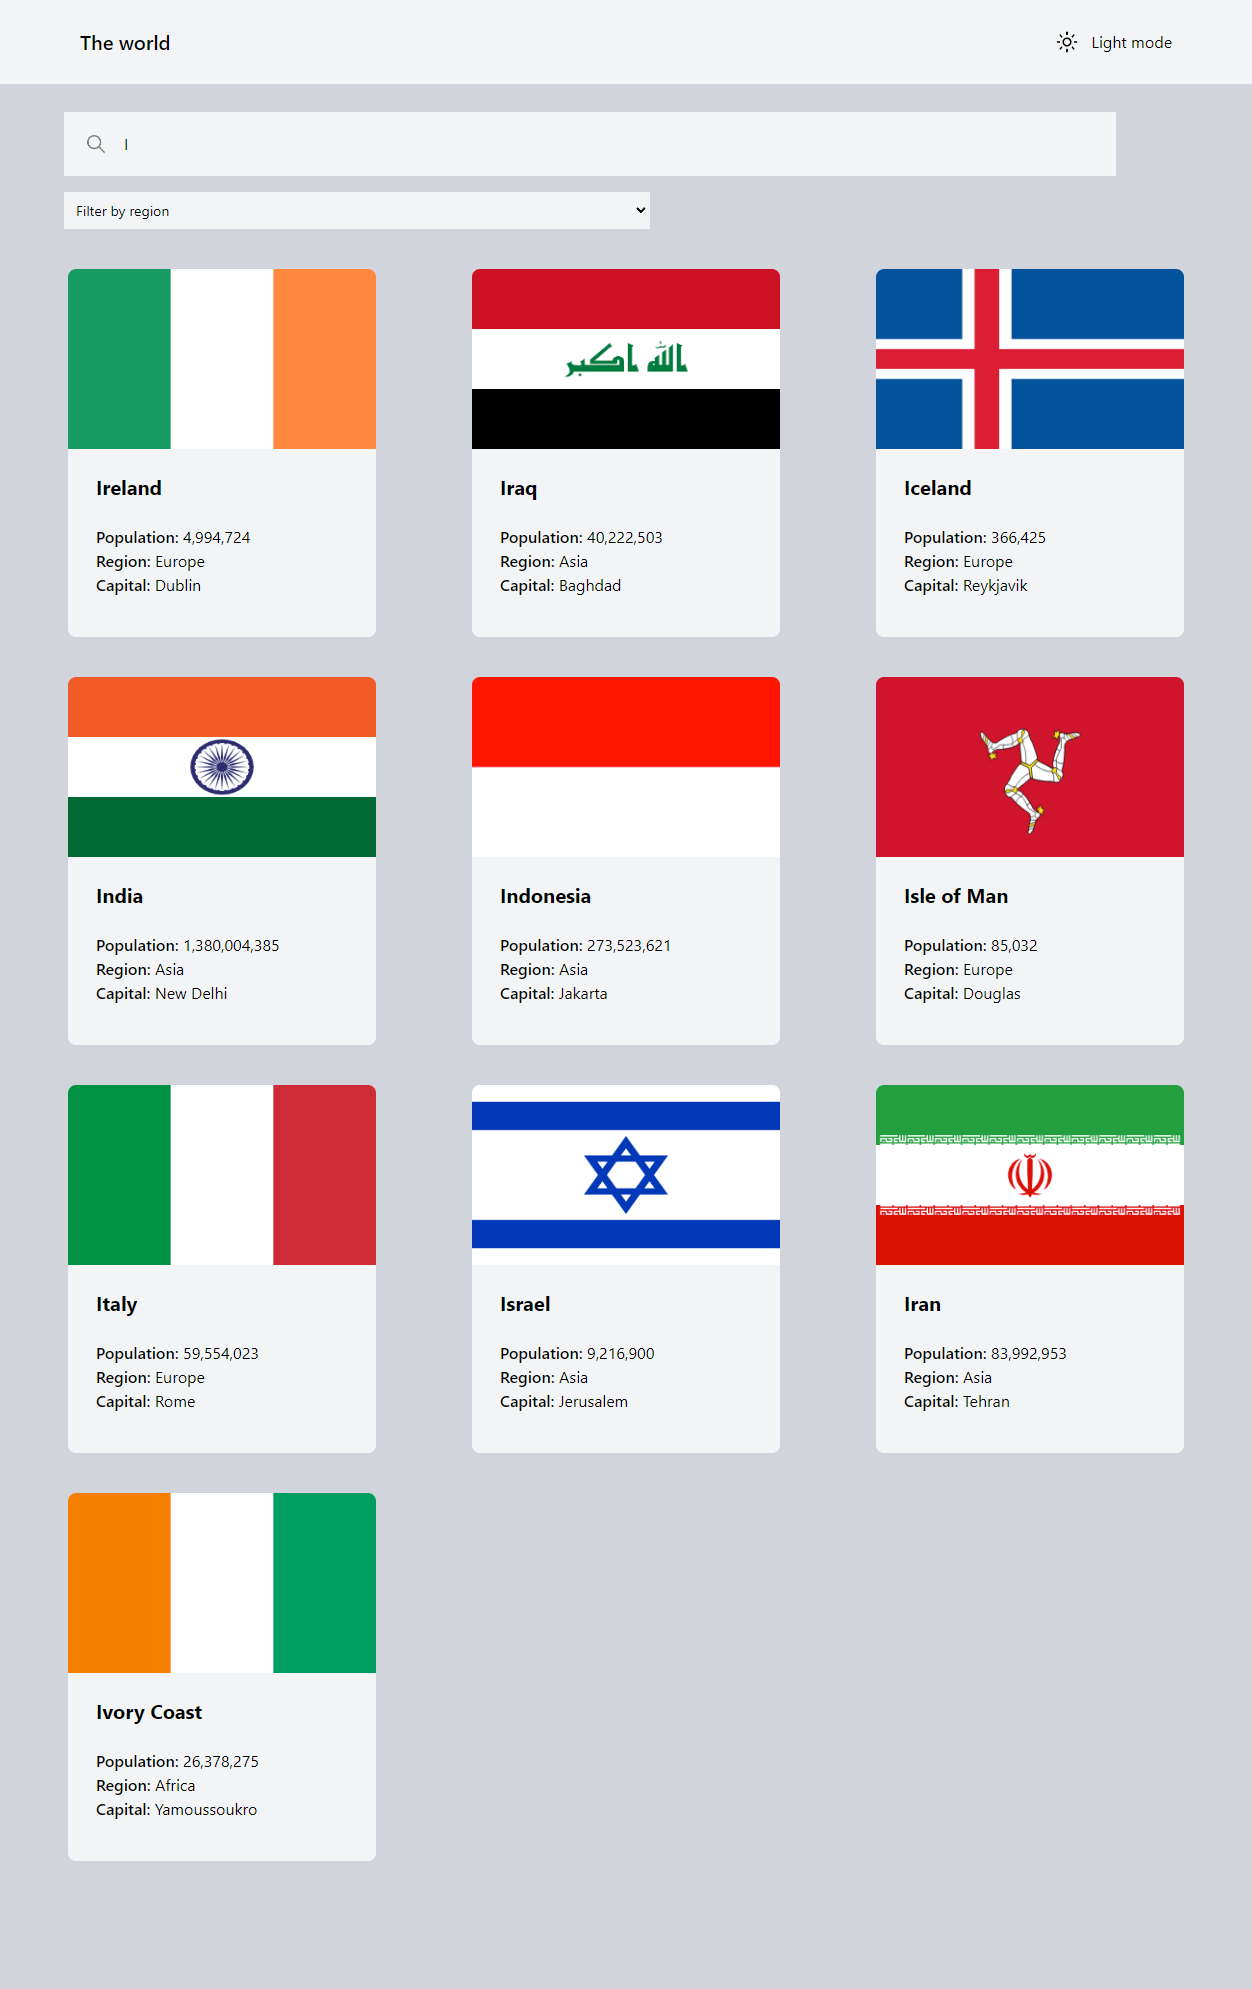 The world
Light mode
I
Filter by region
الله اكبر
Ireland
Population: 4,994,724
Region: Europe
Capital: Dublin
Iraq
Population: 40,222,503
Region: Asia
Capital: Baghdad
Iceland
Population: 366,425
Region: Europe
Capital: Reykjavik
India
Population: 1,380,004,385
Region: Asia
Capital: New Delhi
Indonesia
Population: 273,523,621
Region: Asia
Capital: Jakarta
Isle of Man
Population: 85,032
Region: Europe
Capital: Douglas
Italy
Population: 59,554,023
Region: Europe
Capital: Rome
Israel
Population: 9,216,900
Region: Asia
Capital: Jerusalem
Iran
Population: 83,992,953
Region: Asia
Capital: Tehran
Ivory Coast
Population: 26,378,275
Region: Africa
Capital: Yamoussoukro